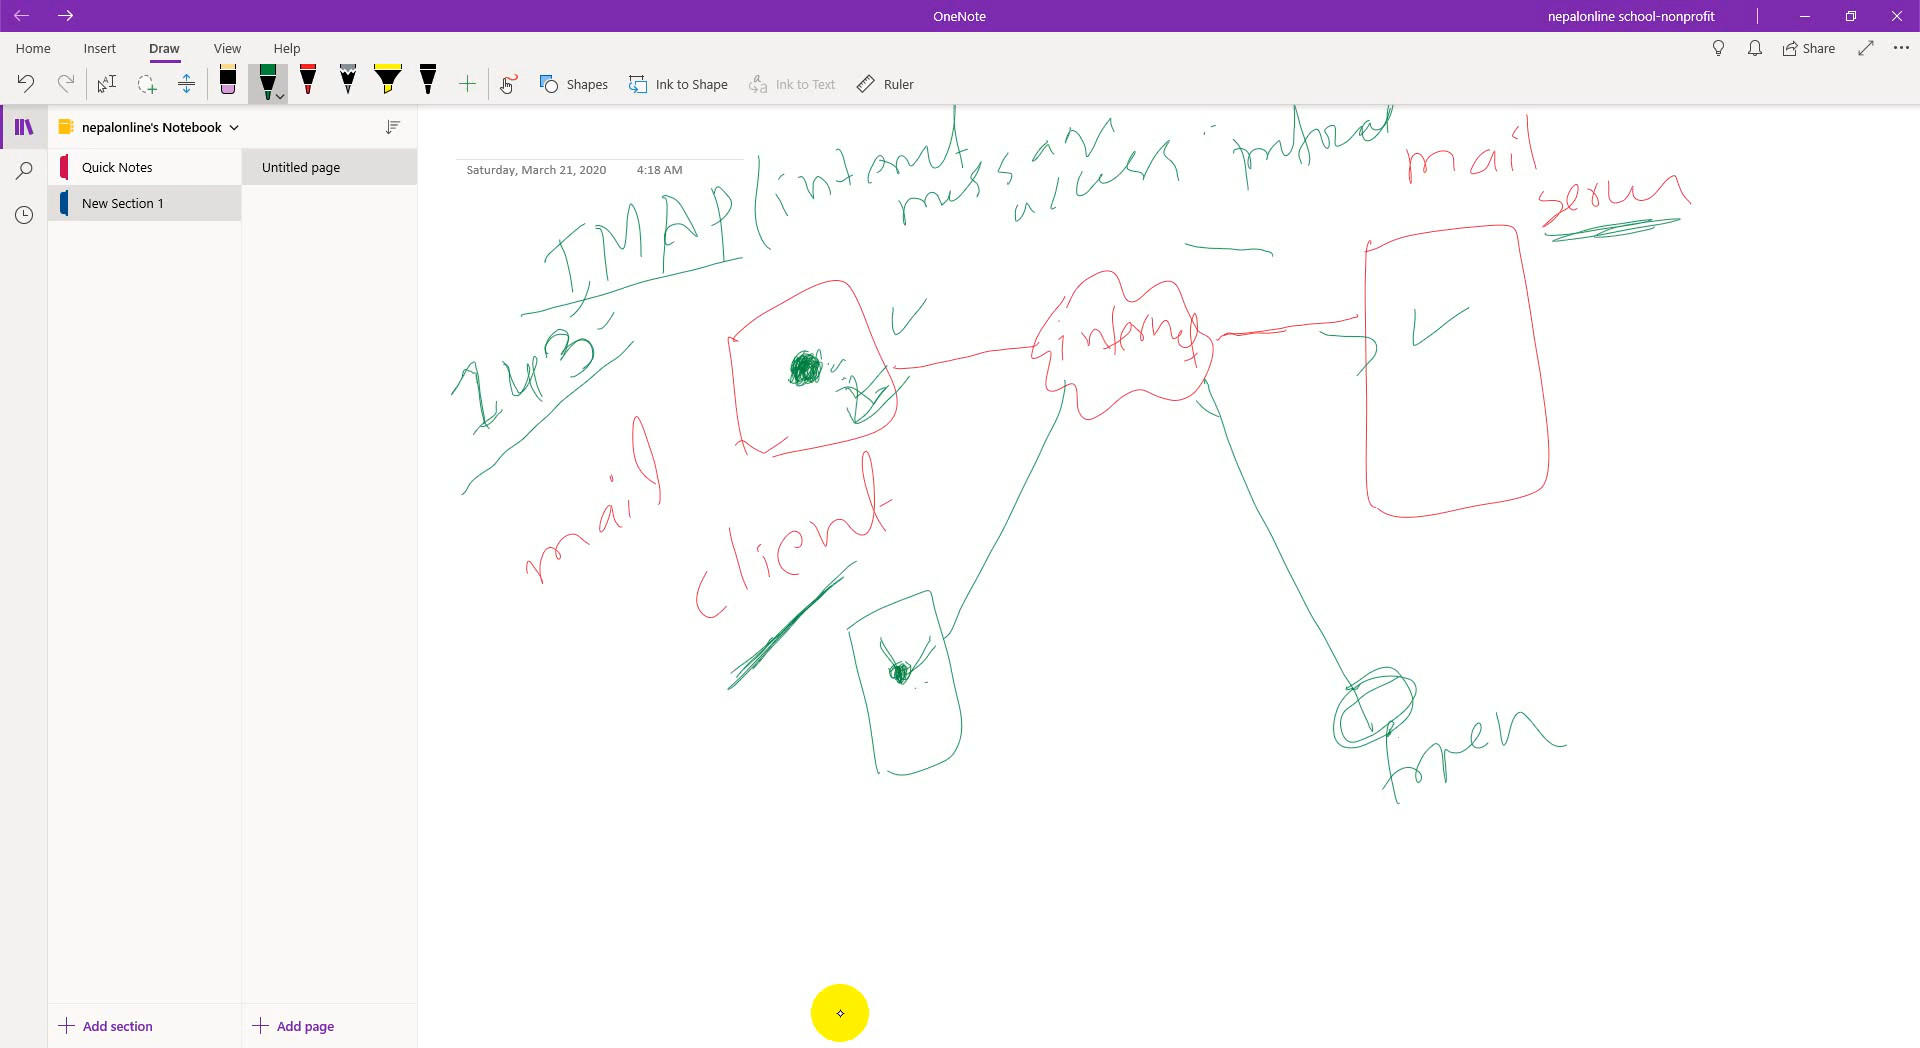 OneNote
nepalonline school-nonprofit
Home Insert Draw View Help
Share
Shapes
Ink to Shape
Ink to Text
Ruler
nepalonline's Notebook
Quick Notes
New Section 1
Untitled page
Saturday, March 21, 2020 4:18 AM
IMAP (
mail
internet
143
mail
client
Add section
Add page